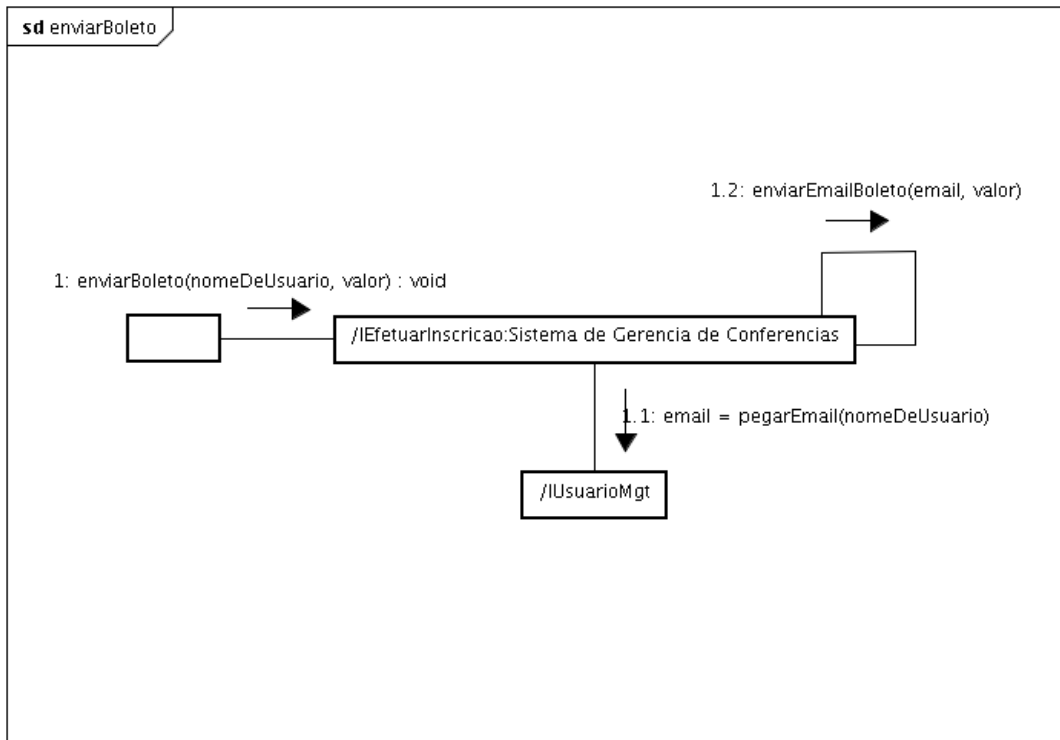 sd enviarBoleto
1.2: enviarEmailBoleto(email, valor)
1: enviarBoleto(nomeDeUsuario, valor) : void
/IEfetuarInscricao:Sistema de Gerencia de Conferencias
1.1: email = pegarEmail(nomeDeUsuario)
/IUsuarioMgt